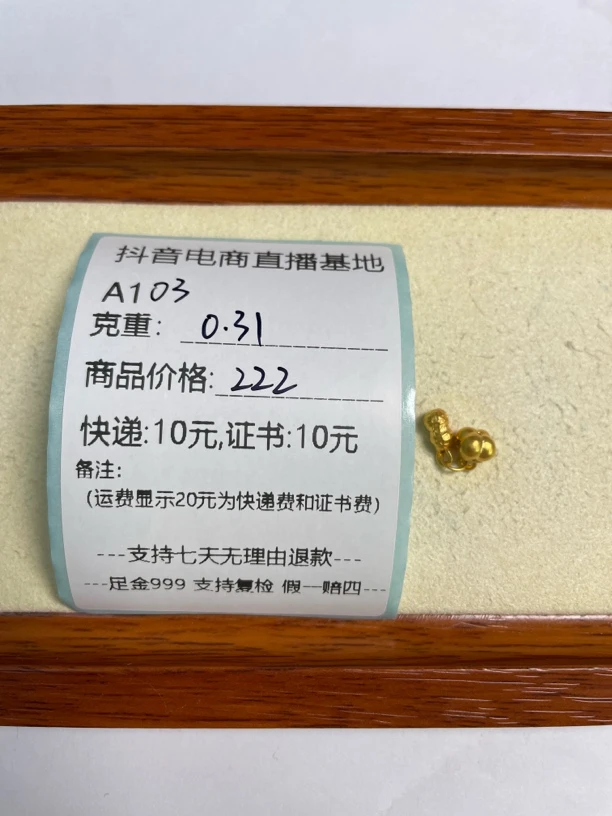 抖音电商直播基地
A103
克重: 0.31
商品价格: 222
快递:10元,证书:10元
备注:
(运费显示20元为快递费和证书费)
---支持七天无理由退款---
---足金999 支持复检 假一赔四---